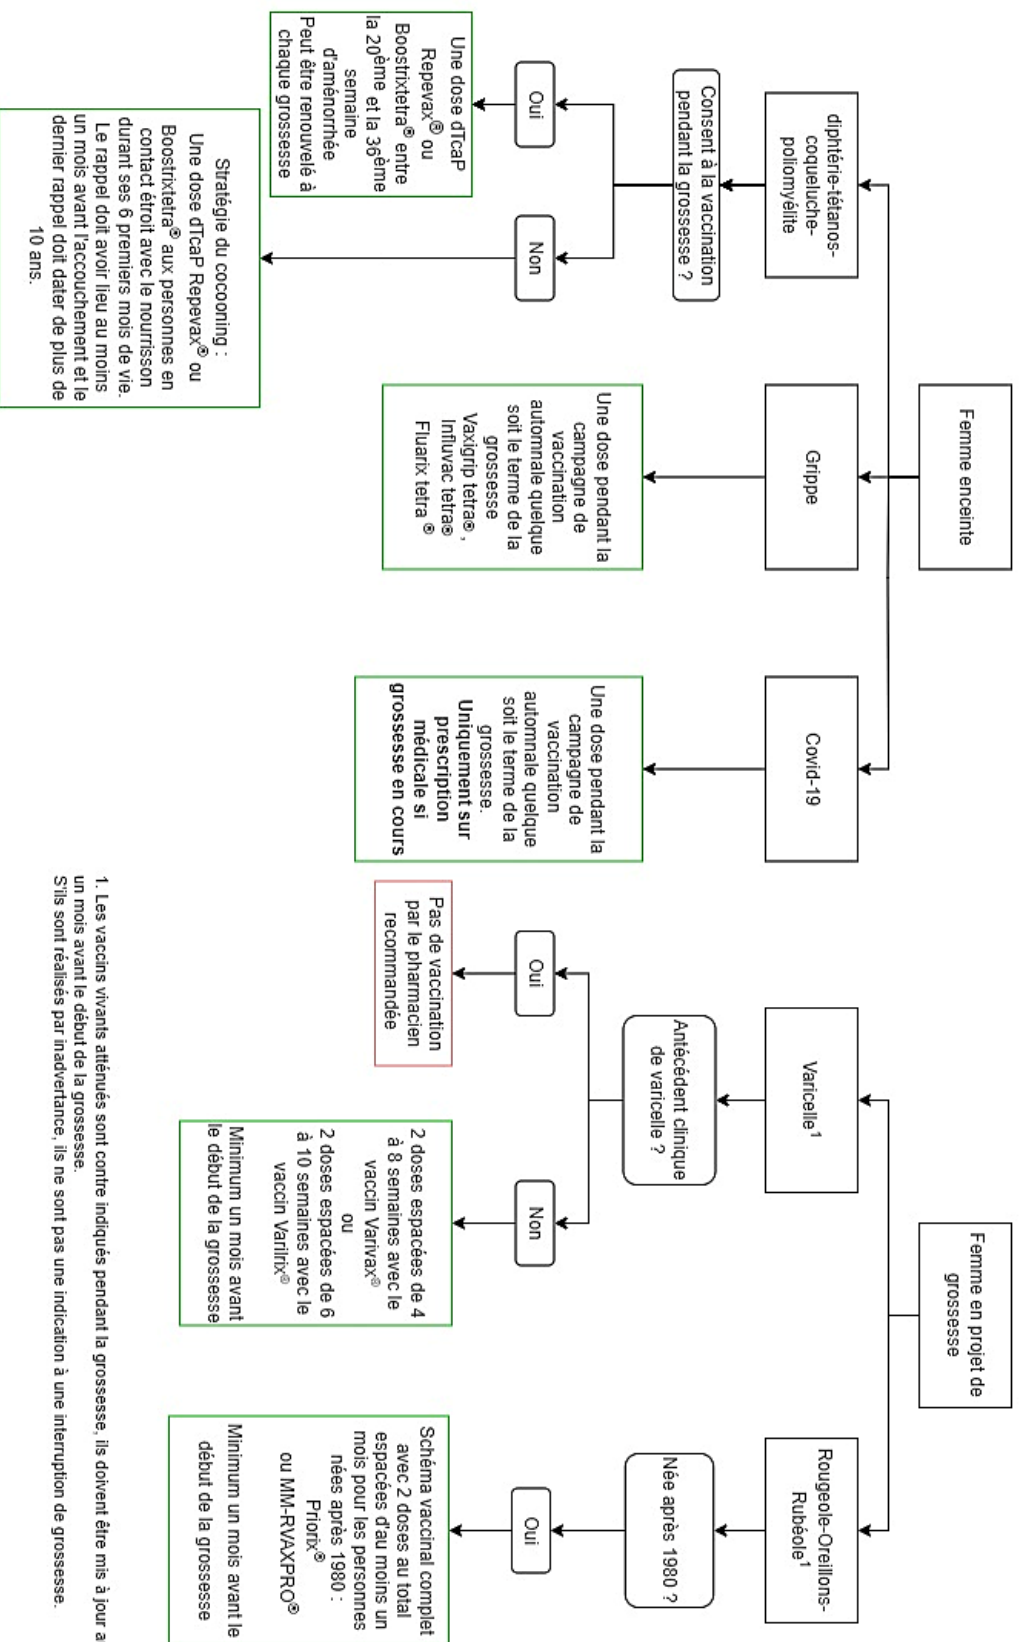 Femme enceinte
diphtérie-tétanos-
coqueluche-
poliomyélite
Grippe
Covid-19
Consent à la vaccination
pendant la grossesse ?
Oui
Non
Une dose dTcaP
Repevax® ou
Boostrixtetra® entre
la 20ème et la 36ème
semaine
d'aménorrhée
Peut être renouvelé à
chaque grossesse
Stratégie du cocooning :
Une dose dTcaP Repevax® ou
Boostrixtetra® aux personnes en
contact étroit avec le nourrisson
durant ses 6 premiers mois de vie.
Le rappel doit avoir lieu au moins
un mois avant l'accouchement et le
dernier rappel doit dater de plus de
10 ans.
Une dose pendant la
campagne de
vaccination
automnale quelque
soit le terme de la
grossesse
Vaxigrip tetra®,
Influvac tetra®
Fluarix tetra ®
Une dose pendant la
campagne de
vaccination
automnale quelque
soit le terme de la
grossesse.
Uniquement sur
prescription
médicale si
grossesse en cours
Femme en projet de
grossesse
Varicelle1
Rougeole-Oreillons-
Rubéole1
Antécédent clinique
de varicelle ?
Oui
Non
Pas de vaccination
par le pharmacien
recommandée
2 doses espacées de 4
à 8 semaines avec le
vaccin Varivax®
ou
2 doses espacées de 6
à 10 semaines avec le
vaccin Varilrix®
Minimum un mois avant
le début de la grossesse
Née après 1980 ?
Oui
Schéma vaccinal complet
avec 2 doses au total
espacées d'au moins un
mois pour les personnes
nées après 1980 :
Priorix®
ou MM-RVAXPRO®
Minimum un mois avant le
début de la grossesse
1. Les vaccins vivants atténués sont contre indiqués pendant la grossesse, ils doivent être mis à jour
un mois avant le début de la grossesse.
S'ils sont réalisés par inadvertance, ils ne sont pas une indication à une interruption de grossesse.